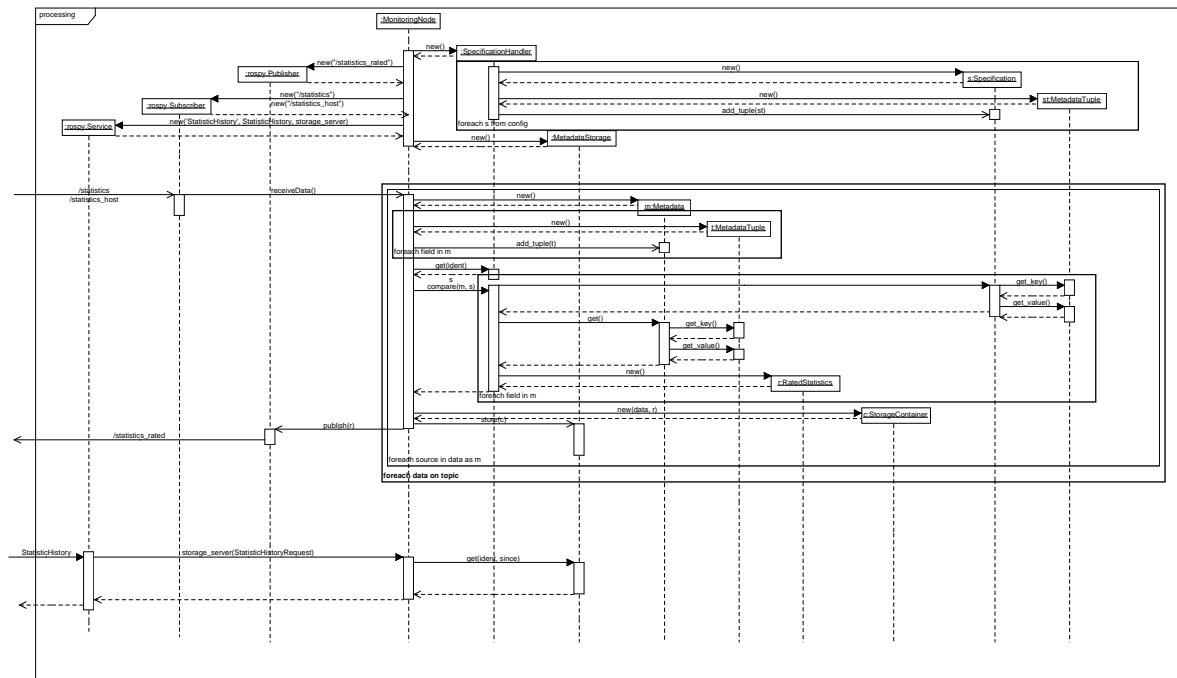 processing
:MonitoringNode
new()
:SpecificationHandler
new("/statistics_rated")
:rospy.Publisher
new()
s:Specification
new("/statistics")
:rospy.Subscriber
new("/statistics_host")
new()
st:MetadataTuple
add_tuple(st)
new('StatisticHistory', StatisticHistory, storage_server)
:rospy.Service
foreach s from config
new()
:MetadataStorage
/statistics
/statistics_host
receiveData()
new()
m:Metadata
new()
t:MetadataTuple
add_tuple(t)
foreach field in m
get(ident)
s
compare(m, s)
get_key()
get_value()
get()
get_key()
get_value()
new()
r:RatedStatistics
foreach field in m
new(data, r)
c:StorageContainer
store(c)
publish(r)
/statistics_rated
foreach source in data as m
foreach data on topic
StatisticHistory
storage_server(StatisticHistoryRequest)
get(ident, since)